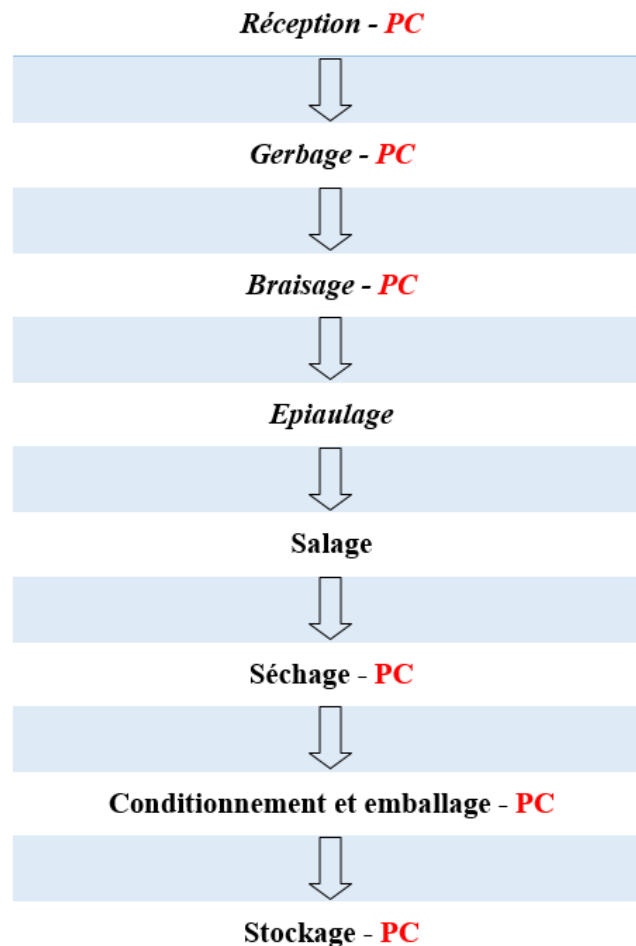 Réception - PC
Gerbage - PC
Braisage - PC
Epiaulage
Salage
Séchage - PC
Conditionnement et emballage - PC
Stockage - PC